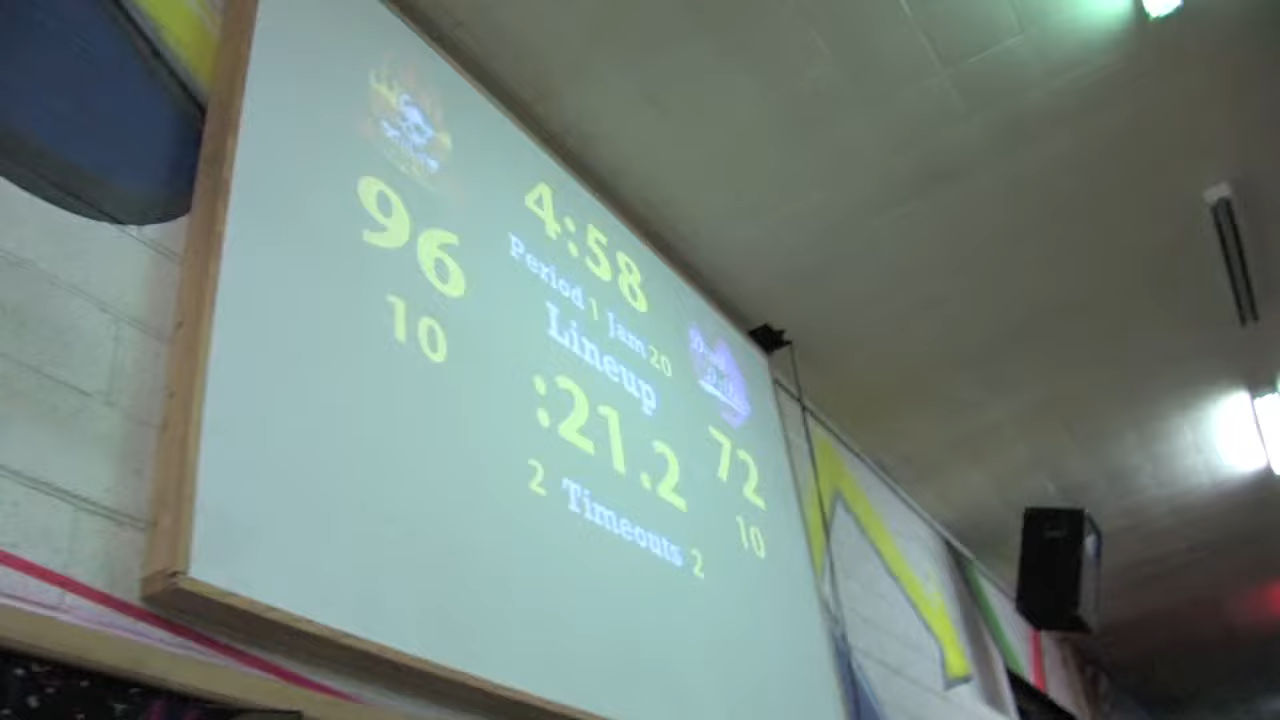 96
10
4:58
Period 1 Jam 20
Lineup
:21.2
2 Timeouts 2
72
10